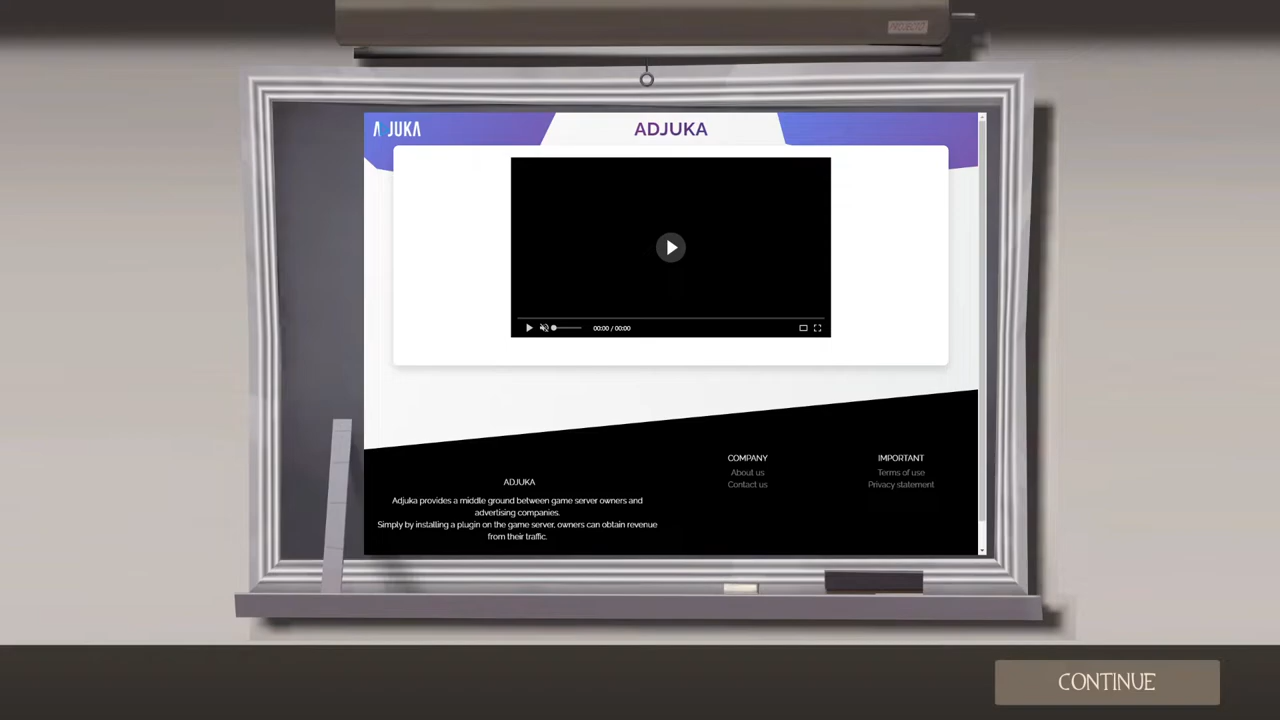 ADJUKA
ADJUKA
00:00 / 00:00
ADJUKA
Adjuka provides a middle ground between game server owners and
advertising companies.
Simply by installing a plugin on the game server, owners can obtain revenue
from their traffic.
COMPANY
About us
Contact us
IMPORTANT
Terms of use
Privacy statement
CONTINUE